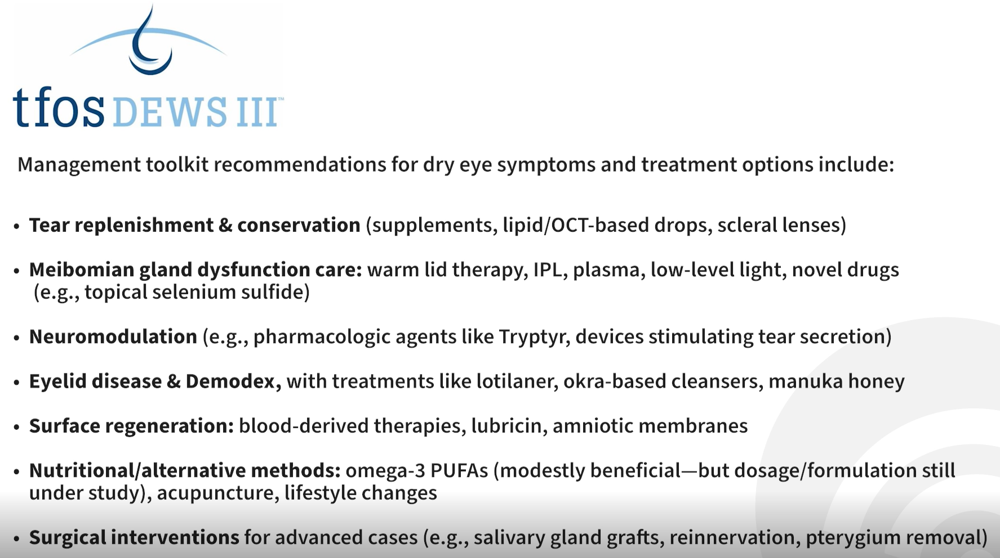 tfos DEWS III™
Management toolkit recommendations for dry eye symptoms and treatment options include:
• Tear replenishment & conservation (supplements, lipid/OCT-based drops, scleral lenses)
• Meibomian gland dysfunction care: warm lid therapy, IPL, plasma, low-level light, novel drugs
(e.g., topical selenium sulfide)
• Neuromodulation (e.g., pharmacologic agents like Tryptyr, devices stimulating tear secretion)
• Eyelid disease & Demodex, with treatments like lotilaner, okra-based cleansers, manuka honey
• Surface regeneration: blood-derived therapies, lubricin, amniotic membranes
• Nutritional/alternative methods: omega-3 PUFAs (modestly beneficial—but dosage/formulation still
under study), acupuncture, lifestyle changes
• Surgical interventions for advanced cases (e.g., salivary gland grafts, reinnervation, pterygium removal)